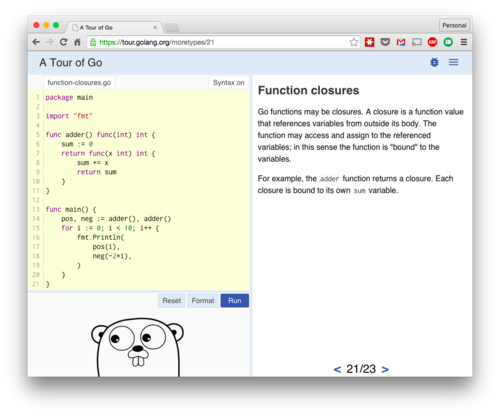 A Tour of Go
Personal
https://tour.golang.org/moretypes/21
ABP
A Tour of Go
function-closures.go
Syntax on
1 package main
2
3 import "fmt"
4
5 func adder() func(int) int {
6 sum := 0
7 return func(x int) int {
8 sum += x
9 return sum
10 }
11 }
12
13 func main() {
14 pos, neg := adder(), adder()
15 for i := 0; i < 10; i++ {
16 fmt.Println(
17 pos(i),
18 neg(-2*i),
19 )
20 }
21 }
Reset
Format
Run
Function closures
Go functions may be closures. A closure is a function value
that references variables from outside its body. The
function may access and assign to the referenced
variables; in this sense the function is "bound" to the
variables.
For example, the adder function returns a closure. Each
closure is bound to its own sum variable.
< 21/23 >